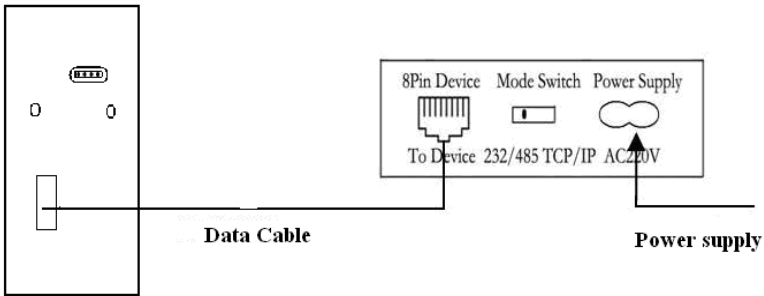 8Pin Device Mode Switch Power Supply
To Device 232/485 TCP/IP AC220V
Data Cable
Power supply